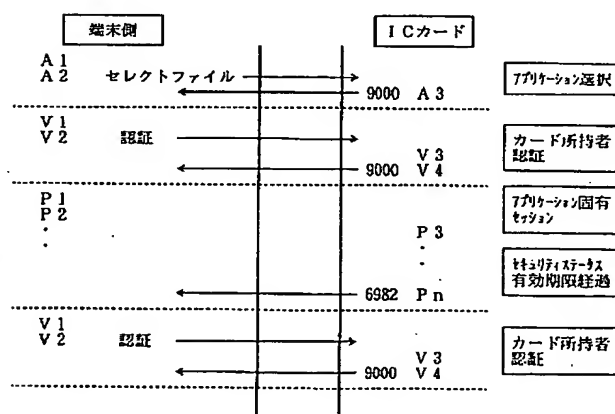 端末側
ICカード
A1
A2 セレクトファイル
9000 A3
アプリケーション選択
V1
V2 認証
V3
9000 V4
カード所持者
認証
P1
P2
・
・
P3
・
・
6982 Pn
アプリケーション固有
セッション
セキュリティステータス
有効期限経過
V1
V2 認証
V3
9000 V4
カード所持者
認証